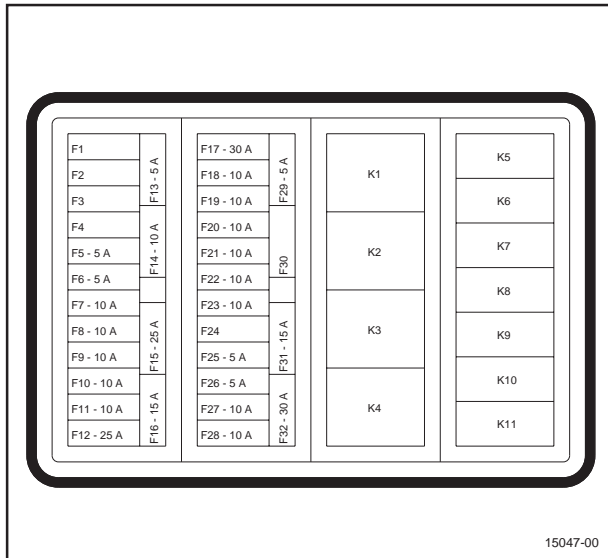 F1
F2
F3
F4
F5 - 5 A
F6 - 5 A
F7 - 10 A
F8 - 10 A
F9 - 10 A
F10 - 10 A
F11 - 10 A
F12 - 25 A
F13 - 5 A
F14 - 10 A
F15 - 25 A
F16 - 15 A
F17 - 30 A
F18 - 10 A
F19 - 10 A
F20 - 10 A
F21 - 10 A
F22 - 10 A
F23 - 10 A
F24
F25 - 5 A
F26 - 5 A
F27 - 10 A
F28 - 10 A
F29 - 5 A
F30
F31 - 15 A
F32 - 30 A
K1
K2
K3
K4
K5
K6
K7
K8
K9
K10
K11
15047-00